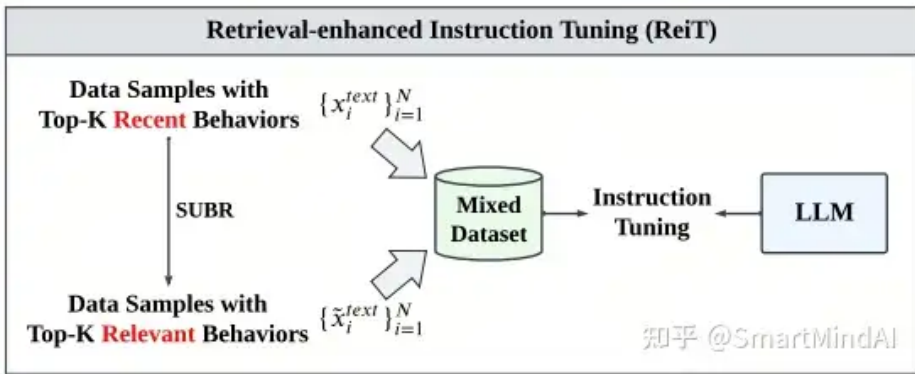 Retrieval-enhanced Instruction Tuning (ReiT)
Data Samples with
Top-K Recent Behaviors
{x_i^{text}}_{i=1}^N
SUBR
Mixed
Dataset
Instruction
Tuning
LLM
Data Samples with
Top-K Relevant Behaviors
{x̃_i^{text}}_{i=1}^N
知乎 @SmartMindAI